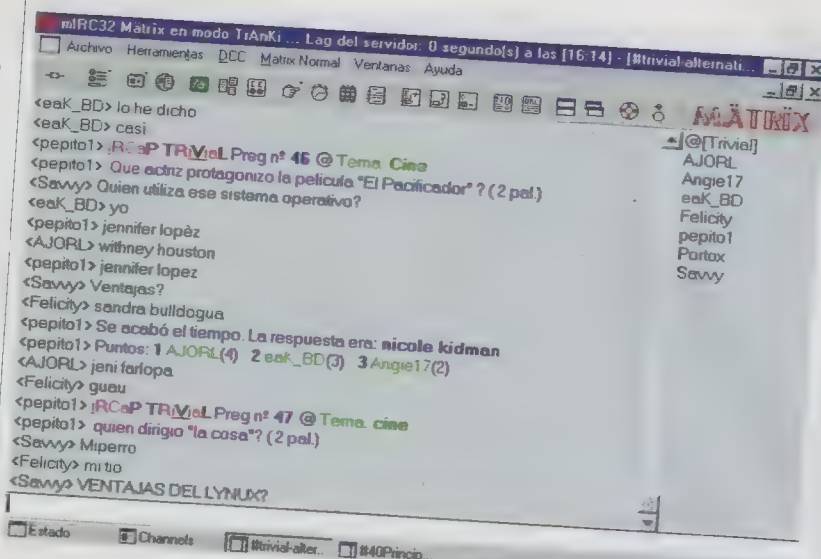 mIRC32 Mätrix en modo TrAnKi ... Lag del servidor: 0 segundo[s] a las [16:14] - [#trivial-alternati...
Archivo Herramientas DCC Matrix Normal Ventanas Ayuda
MÄTRÏX
<eaK_BD> lo he dicho
<eaK_BD> casi
<pepito1> ¡RCaP TRiViaL Preg nº 46 @ Tema. Cine
<pepito1> Que actriz protagonizo la pelicula "El Pacificador" ? ( 2 pal.)
<Savvy> Quien utiliza ese sistema operativo?
<eaK_BD> yo
<pepito1> jennifer lopèz
<AJORL> withney houston
<pepito1> jennifer lopez
<Savvy> Ventajas?
<Felicity> sandra bulldogua
<pepito1> Se acabó el tiempo. La respuesta era: nicole kidman
<pepito1> Puntos: 1 AJORL(4) 2 eaK_BD(3) 3 Angie17(2)
<AJORL> jeni farlopa
<Felicity> guau
<pepito1> ¡RCaP TRiViaL Preg nº 47 @ Tema. cine
<pepito1> quien dirigio "la cosa"? ( 2 pal.)
<Savvy> Miperro
<Felicity> mi tio
<Savvy> VENTAJAS DEL LYNUX?
@[Trivial]
AJORL
Angie17
eaK_BD
Felicity
pepito1
Portox
Savvy
Estado Channels #trivial-alter.. #40Princip...